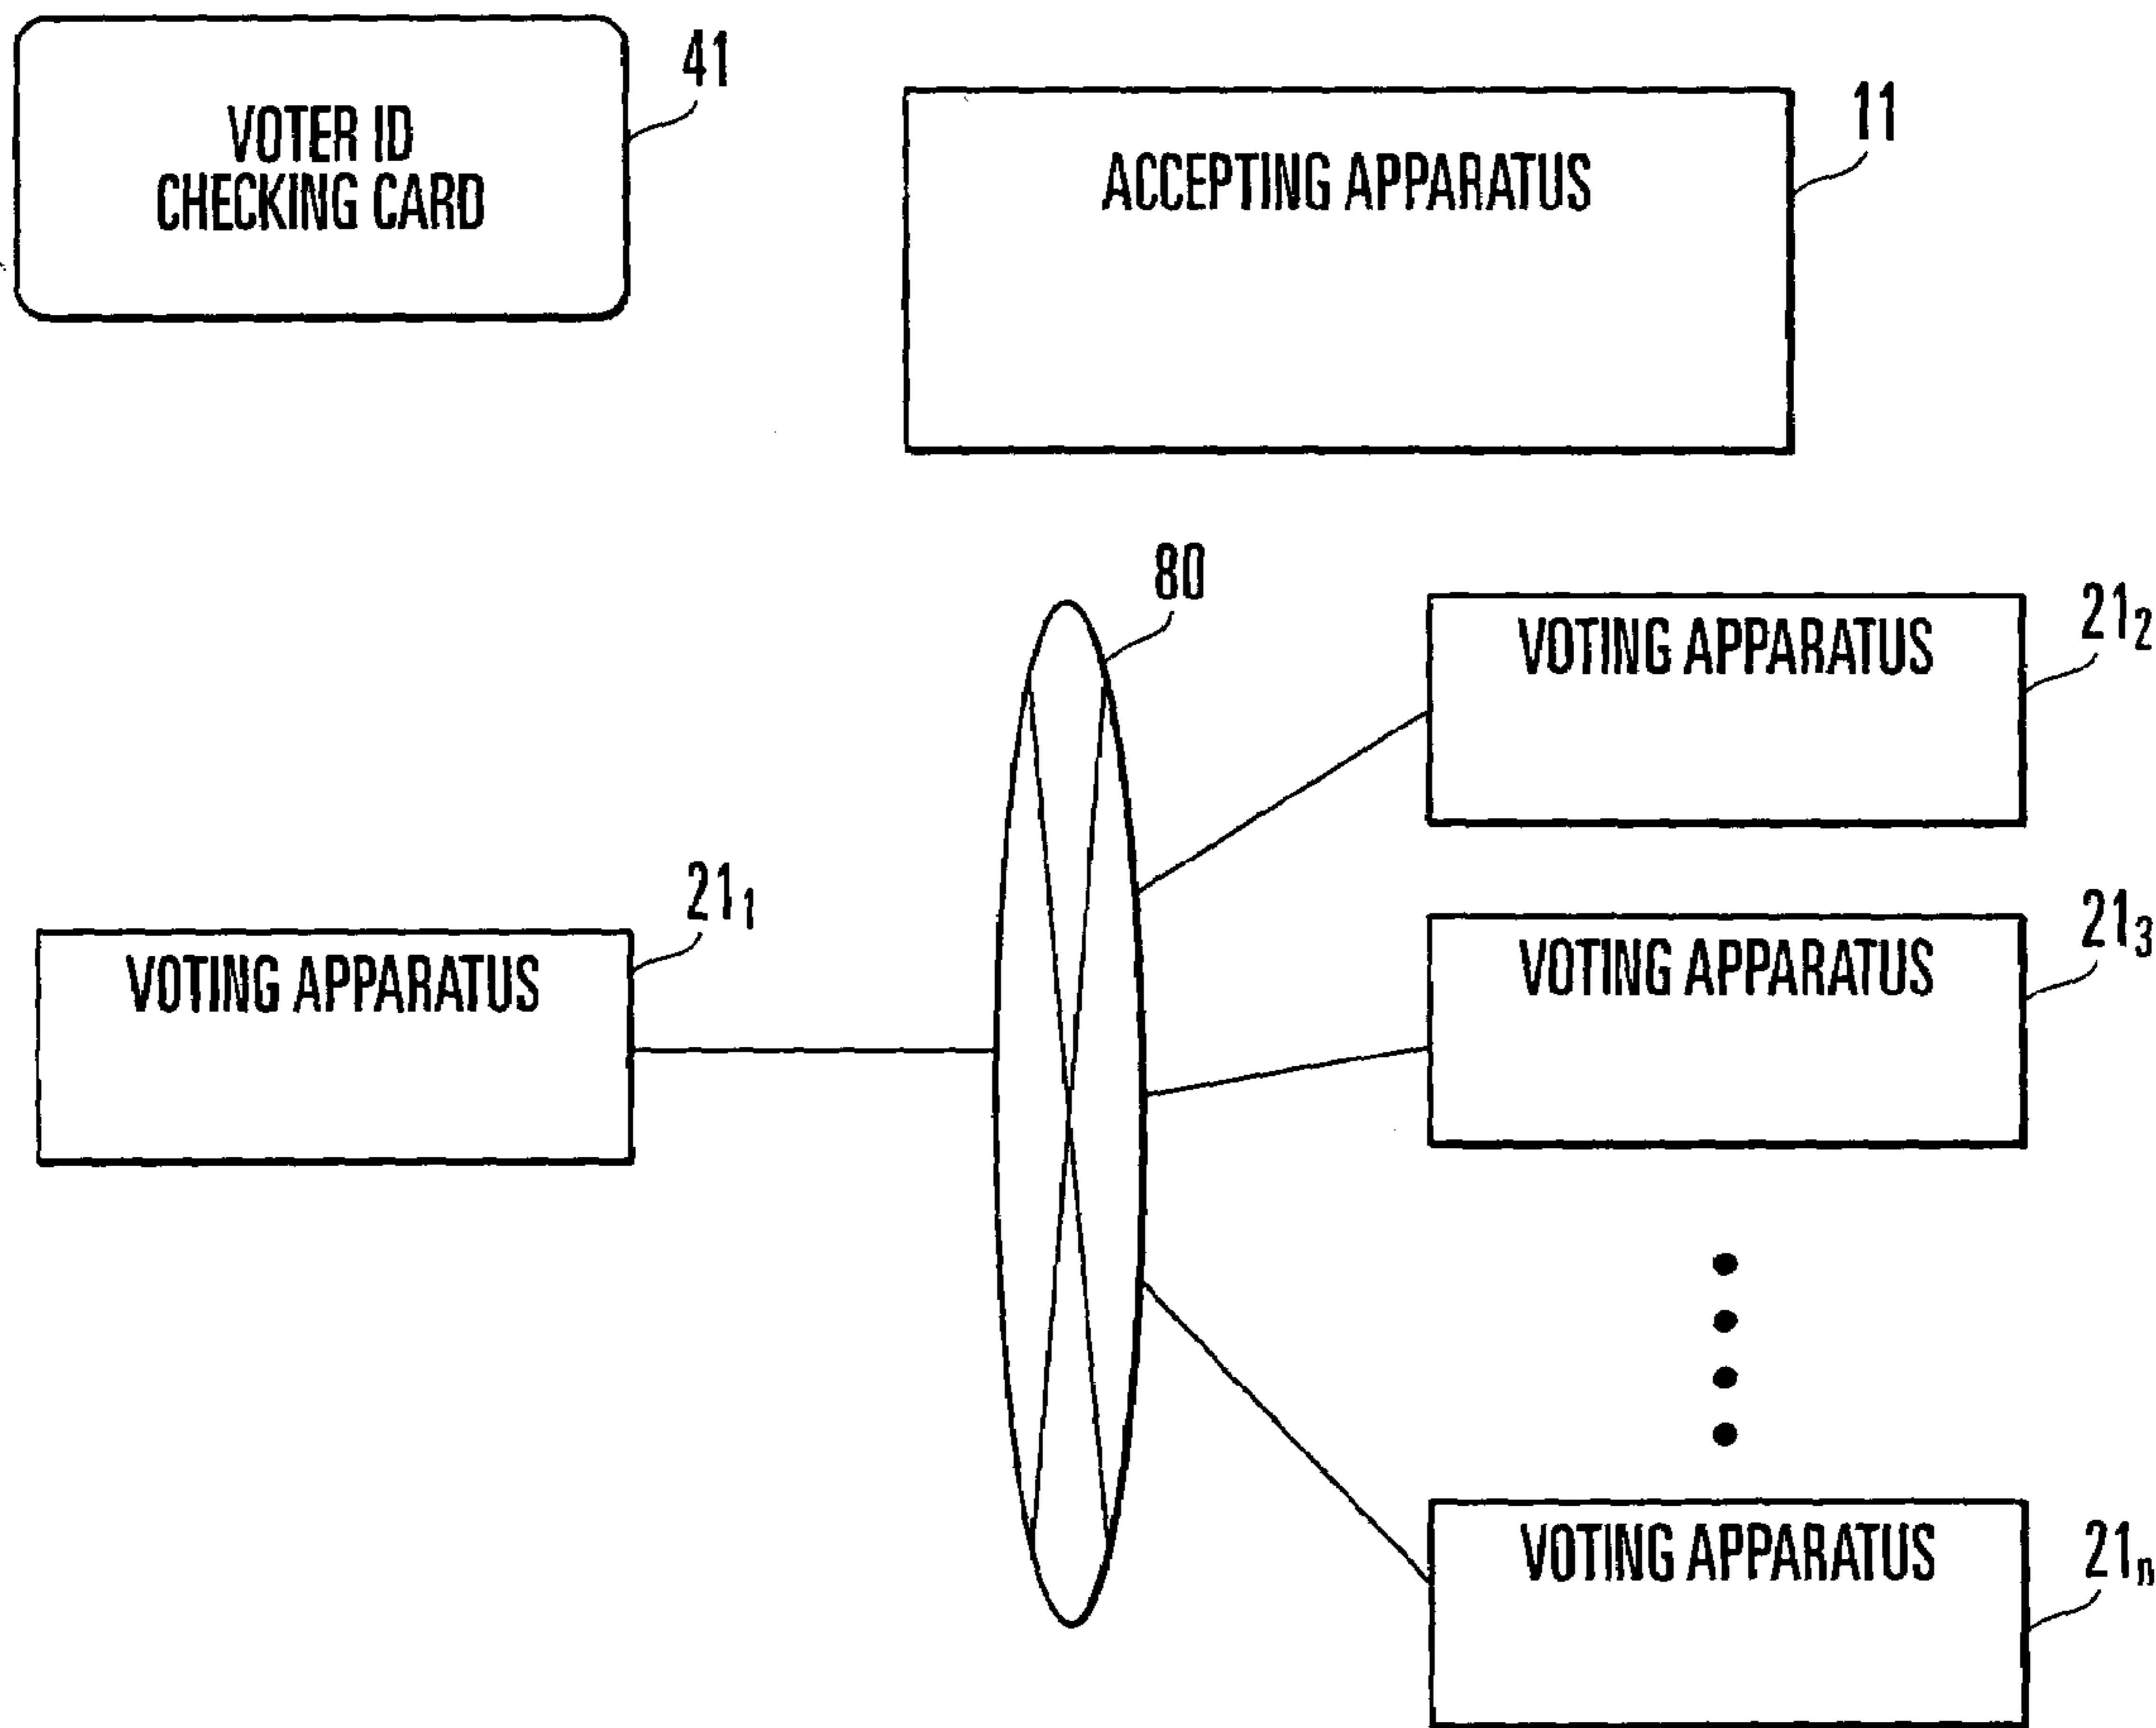 41
VOTER ID
CHECKING CARD
11
ACCEPTING APPARATUS
80
21₂
VOTING APPARATUS
21₁
VOTING APPARATUS
21₃
VOTING APPARATUS
21ₙ
VOTING APPARATUS